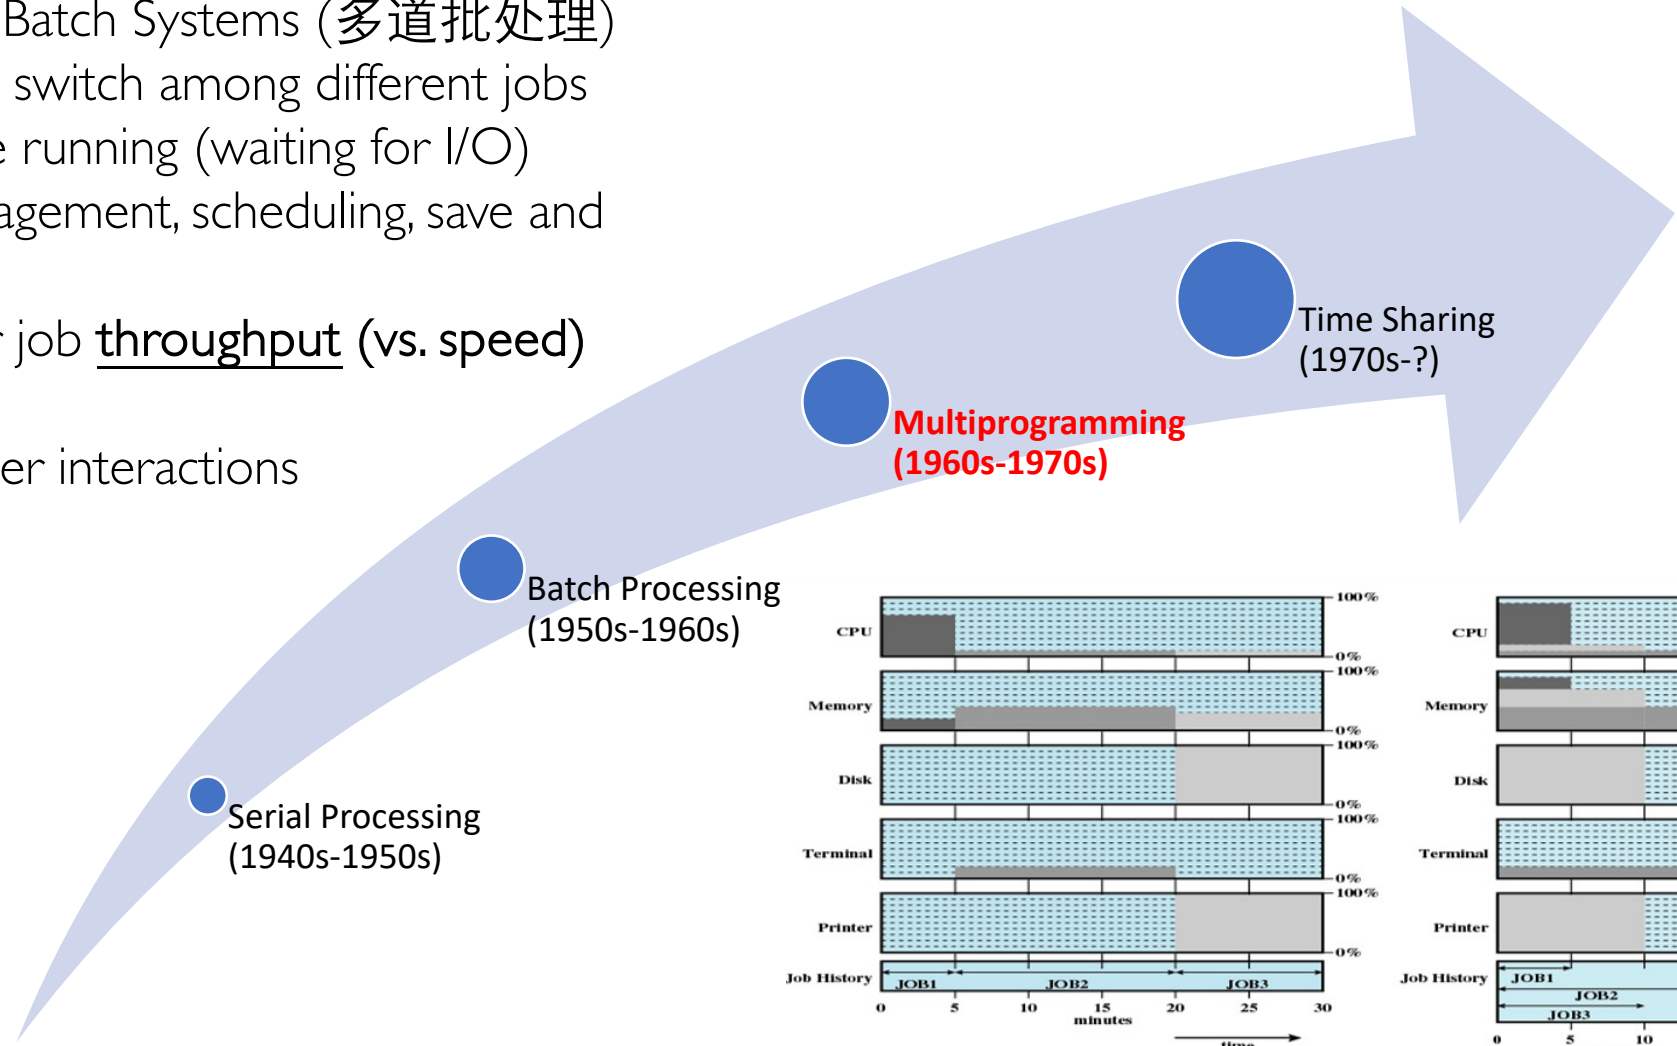 Batch Systems (多道批处理)
switch among different jobs
running (waiting for I/O)
agement, scheduling, save and
job throughput (vs. speed)
er interactions
Time Sharing
(1970s-?)
Multiprogramming
(1960s-1970s)
Batch Processing
(1950s-1960s)
Serial Processing
(1940s-1950s)
CPU
100%
0%
Memory
100%
0%
Disk
100%
0%
Terminal
100%
0%
Printer
100%
0%
Job History
JOB1 JOB2 JOB3
0 5 10 15 20 25 30
minutes
time
CPU
Memory
Disk
Terminal
Printer
Job History
JOB1
JOB2
JOB3
0 5 10